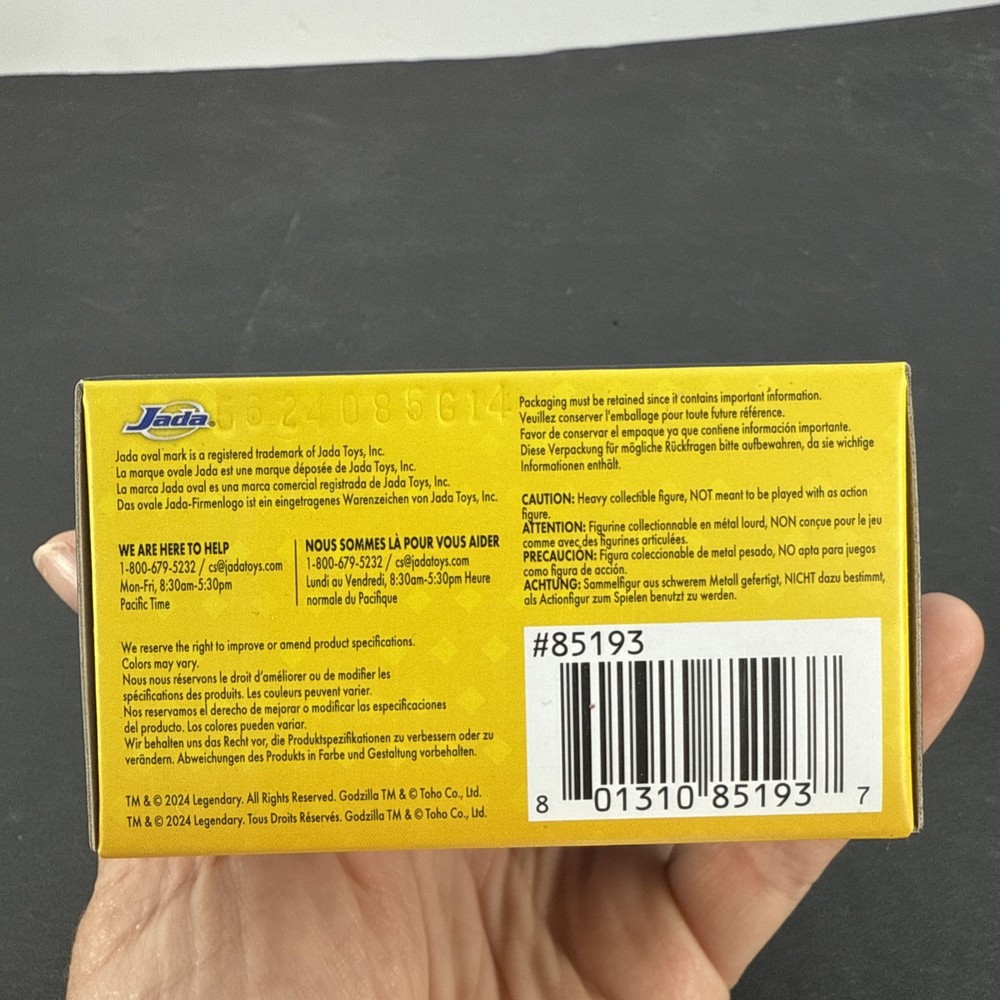 Jada®
Jada oval mark is a registered trademark of Jada Toys, Inc.
La marque ovale Jada est une marque déposée de Jada Toys, Inc.
La marca Jada oval es una marca comercial registrada de Jada Toys, Inc.
Das ovale Jada-Firmenlogo ist ein eingetragenes Warenzeichen von Jada Toys, Inc.
WE ARE HERE TO HELP
1-800-679-5232 / cs@jadatoys.com
Mon-Fri, 8:30am-5:30pm
Pacific Time
NOUS SOMMES LÀ POUR VOUS AIDER
1-800-679-5232 / cs@jadatoys.com
Lundi au Vendredi, 8:30am-5:30pm Heure
normale du Pacifique
We reserve the right to improve or amend product specifications.
Colors may vary.
Nous nous réservons le droit d'améliorer ou de modifier les
spécifications des produits. Les couleurs peuvent varier.
Nos reservamos el derecho de mejorar o modificar las especificaciones
del producto. Los colores pueden variar.
Wir behalten uns das Recht vor, die Produktspezifikationen zu verbessern oder zu
verändern. Abweichungen des Produkts in Farbe und Gestaltung vorbehalten.
TM & © 2024 Legendary. All Rights Reserved. Godzilla TM & © Toho Co., Ltd.
TM & © 2024 Legendary. Tous Droits Réservés. Godzilla TM & © Toho Co., Ltd.
Packaging must be retained since it contains important information.
Veuillez conserver l'emballage pour toute future référence.
Favor de conservar el empaque ya que contiene información importante.
Diese Verpackung für mögliche Rückfragen bitte aufbewahren, da sie wichtige
Informationen enthält.
CAUTION: Heavy collectible figure, NOT meant to be played with as action
figure.
ATTENTION: Figurine collectionnable en métal lourd, NON conçue pour le jeu
comme avec des figurines articulées.
PRECAUCIÓN: Figura coleccionable de metal pesado, NO apta para juegos
como figura de acción.
ACHTUNG: Sammelfigur aus schwerem Metall gefertigt, NICHT dazu bestimmt,
als Actionfigur zum Spielen benutzt zu werden.
#85193
8 01310 85193 7